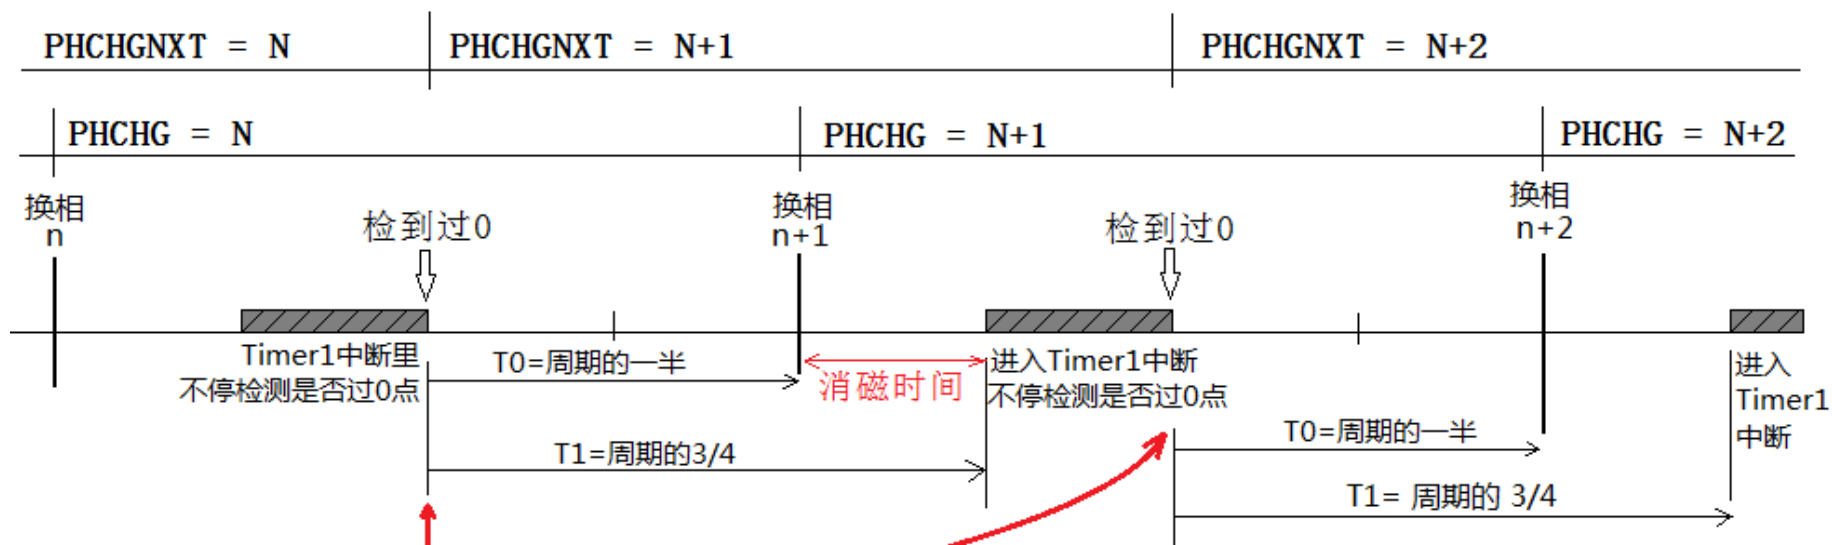 PHCHGNXT = N
PHCHGNXT = N+1
PHCHGNXT = N+2
PHCHG = N
PHCHG = N+1
PHCHG = N+2
换相
n
检到过0
换相
n+1
检到过0
换相
n+2
Timer1中断里
不停检测是否过0点
T0=周期的一半
消磁时间
进入Timer1中断
不停检测是否过0点
进入
Timer1
中断
T0=周期的一半
T1=周期的3/4
T1= 周期的 3/4